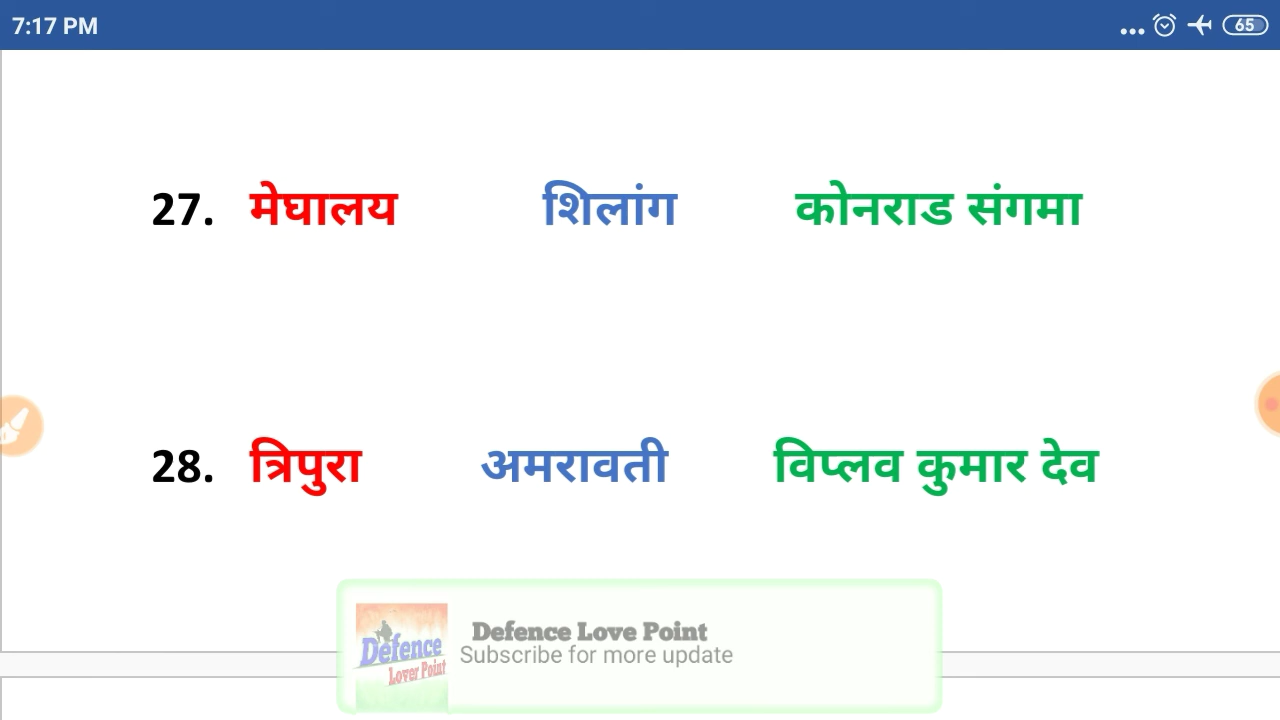 7:17 PM 65
27. मेघालय शिलांग कोनराड संगमा
28. त्रिपुरा अमरावती विप्लव कुमार देव
Defence Love Point
Subscribe for more update
Defence
Lover Point